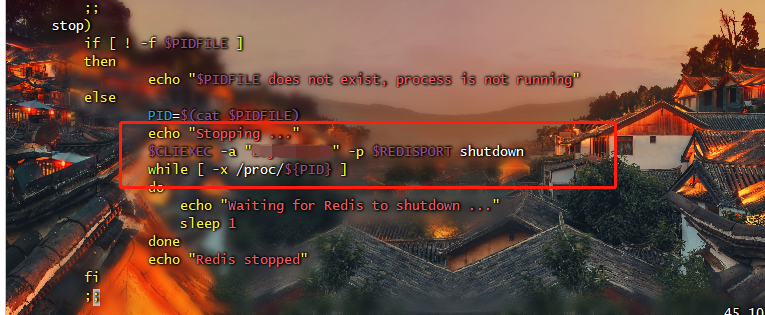 ;;
stop)
if [ ! -f $PIDFILE ]
then
echo "$PIDFILE does not exist, process is not running"
else
PID=$(cat $PIDFILE)
echo "Stopping ..."
$CLIEXEC -a " " -p $REDISPORT shutdown
while [ -x /proc/${PID} ]
do
echo "Waiting for Redis to shutdown ..."
sleep 1
done
echo "Redis stopped"
fi
;;
45,10